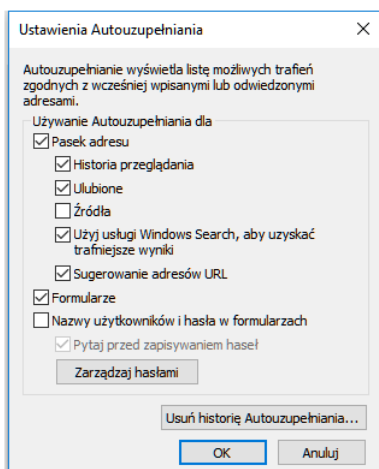 Ustawienia Autouzupełniania
Autouzupełnianie wyświetla listę możliwych trafień
zgodnych z wcześniej wpisanymi lub odwiedzonymi
adresami.
Używanie Autouzupełniania dla
Pasek adresu
Historia przeglądania
Ulubione
Źródła
Użyj usługi Windows Search, aby uzyskać
trafniejsze wyniki
Sugerowanie adresów URL
Formularze
Nazwy użytkowników i hasła w formularzach
Pytaj przed zapisywaniem haseł
Zarządzaj hasłami
Usuń historię Autouzupełniania...
OK Anuluj